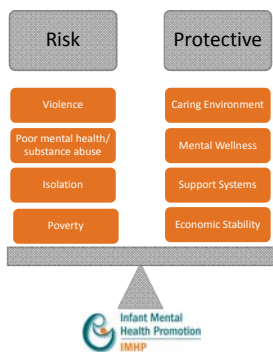 Risk
Protective
Violence
Caring Environment
Poor mental health/
substance abuse
Mental Wellness
Isolation
Support Systems
Poverty
Economic Stability
Infant Mental
Health Promotion
IMHP